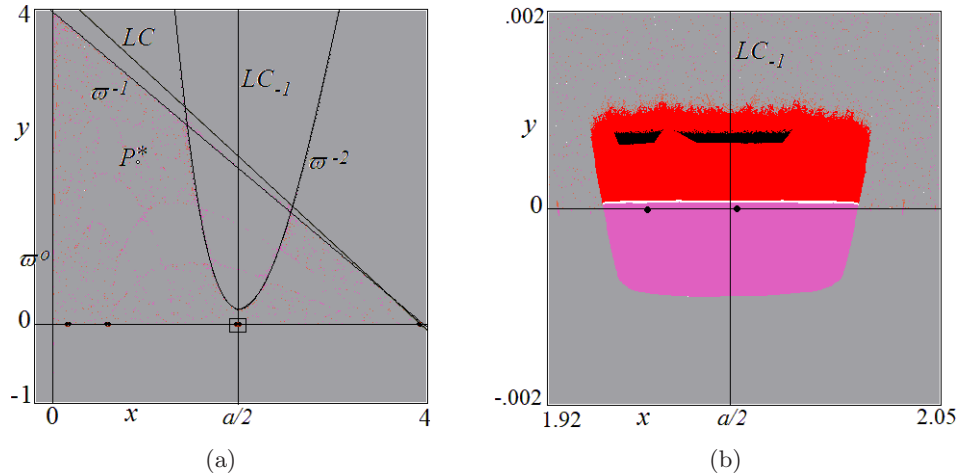 4
LC
ϖ⁻¹
LC₋₁
y
P*
ϖ⁻²
ϖ⁰
0
-1
0
x
a/2
4
(a)
.002
LC₋₁
y
0
-.002
1.92
x
a/2
2.05
(b)